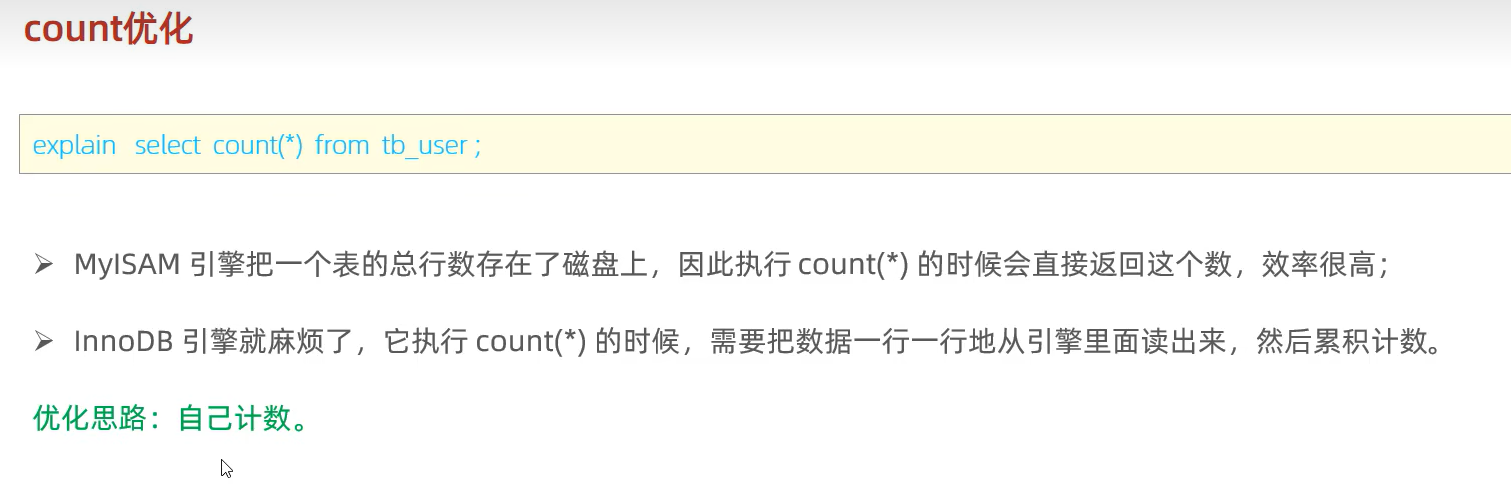 count优化
explain select count(*) from tb_user ;
➢ MyISAM 引擎把一个表的总行数存在了磁盘上，因此执行 count(*) 的时候会直接返回这个数，效率很高；
➢ InnoDB 引擎就麻烦了，它执行 count(*) 的时候，需要把数据一行一行地从引擎里面读出来，然后累积计数。
优化思路：自己计数。